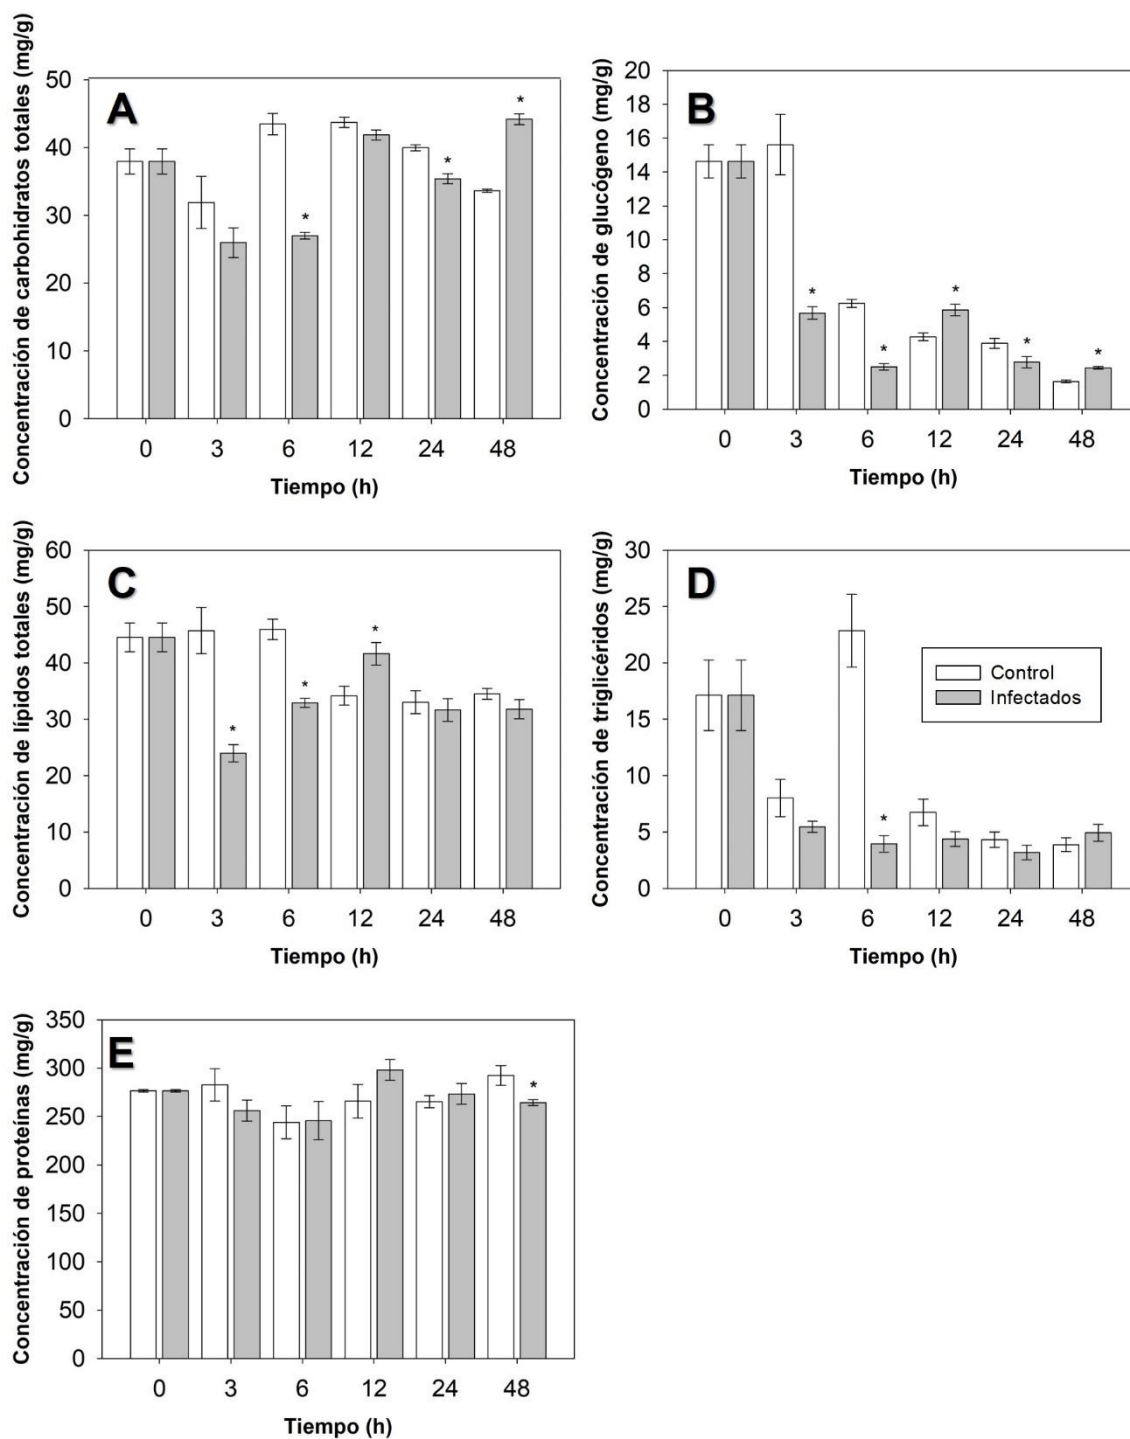 Concentración de carbohidratos totales (mg/g)
A
50
40
30
20
10
0
*
*
*
0 3 6 12 24 48
Tiempo (h)
Concentración de glucógeno (mg/g)
B
20
18
16
14
12
10
8
6
4
2
0
*
*
*
*
*
0 3 6 12 24 48
Tiempo (h)
Concentración de lípidos totales (mg/g)
C
60
50
40
30
20
10
0
*
*
*
0 3 6 12 24 48
Tiempo (h)
Concentración de triglicéridos (mg/g)
D
30
25
20
15
10
5
0
Control
Infectados
*
0 3 6 12 24 48
Tiempo (h)
Concentración de proteínas (mg/g)
E
350
300
250
200
150
100
50
0
*
0 3 6 12 24 48
Tiempo (h)